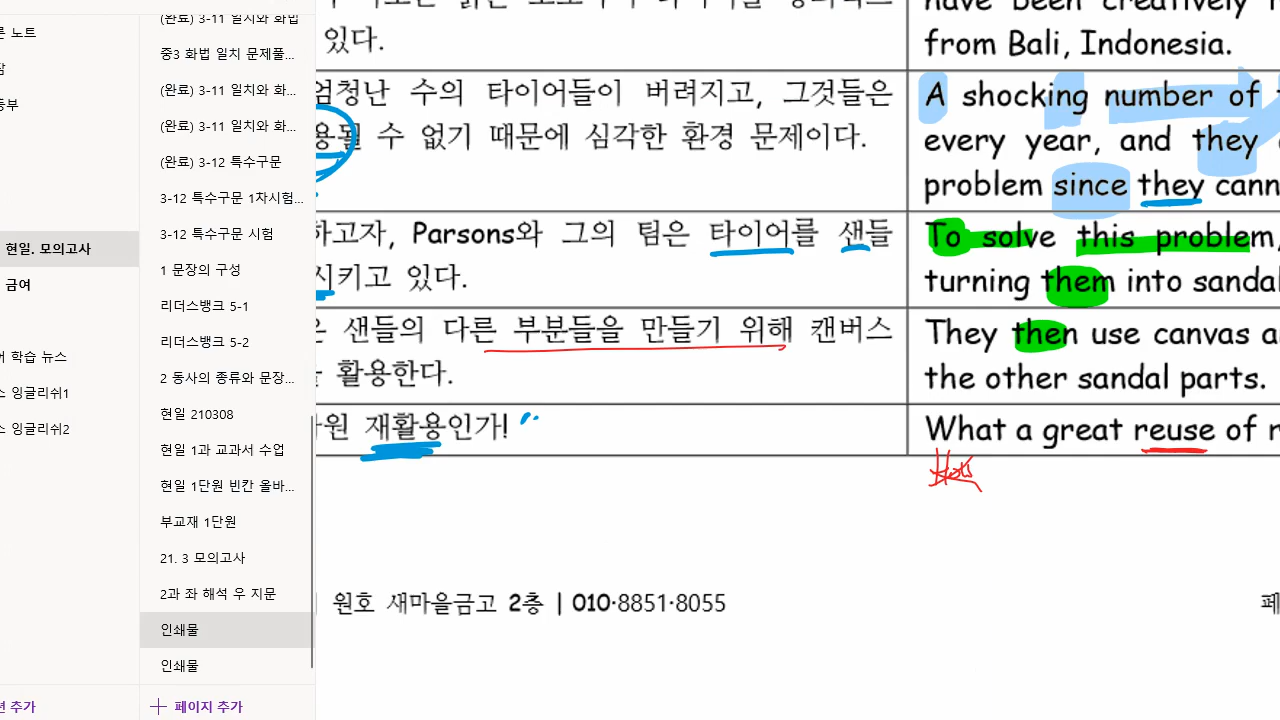 른 노트
동부
현일. 모의고사
금여
어 학습 뉴스
스 잉글리쉬1
스 잉글리쉬2
션 추가
(완료) 3-11 일치와 화법
중3 화법 일치 문제풀...
(완료) 3-11 일치와 화...
(완료) 3-11 일치와 화...
(완료) 3-12 특수구문
3-12 특수구문 1차시험...
3-12 특수구문 시험
1 문장의 구성
리더스뱅크 5-1
리더스뱅크 5-2
2 동사의 종류와 문장...
현일 210308
현일 1과 교과서 수업
현일 1단원 빈칸 올바...
부교재 1단원
21. 3 모의고사
2과 좌 해석 우 지문
인쇄물
인쇄물
페이지 추가
있다.
엄청난 수의 타이어들이 버려지고, 그것들은
용될 수 없기 때문에 심각한 환경 문제이다.
하고자, Parsons와 그의 팀은 타이어를 샌들
시키고 있다.
은 샌들의 다른 부분들을 만들기 위해 캔버스
활용한다.
자원 재활용인가!
have been creatively
from Bali, Indonesia.
A shocking number of
every year, and they
problem since they cann
To solve this problem,
turning them into sandal
They then use canvas a
the other sandal parts.
What a great reuse of
원호 새마을금고 2층 | 010·8851·8055
페